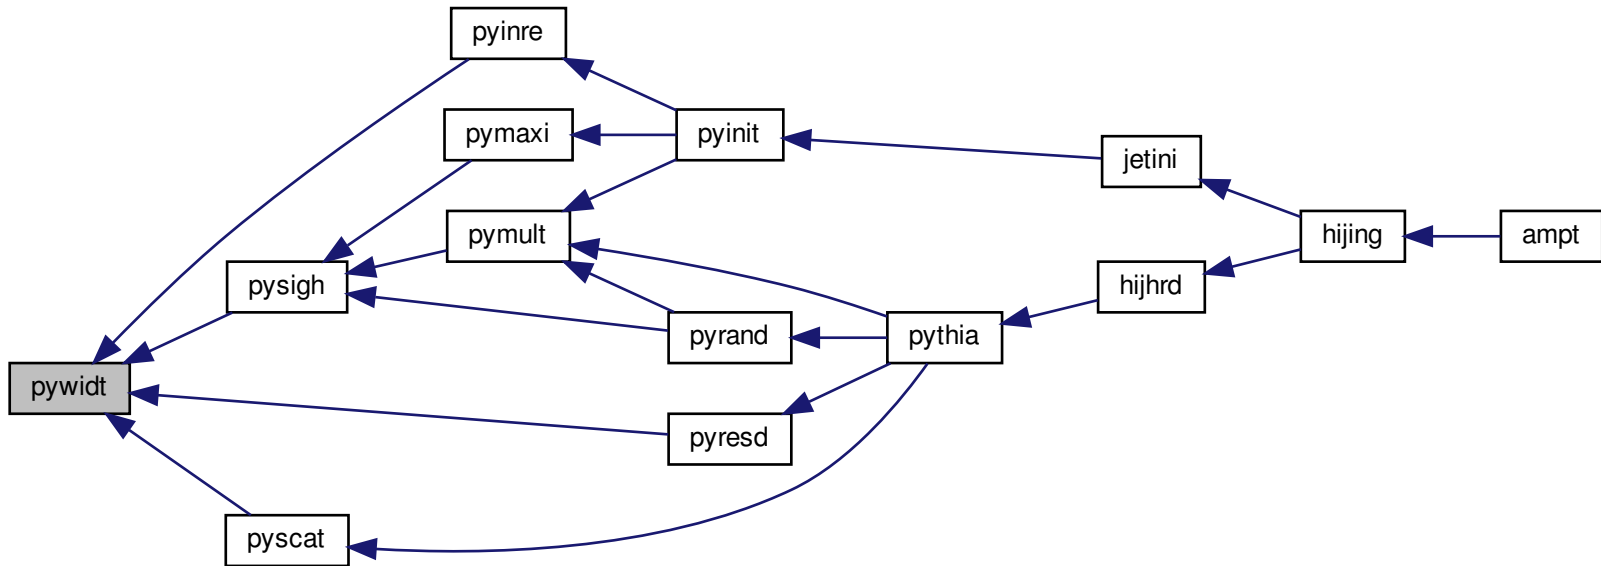 pyinre
pymaxi
pyinit
jetini
pymult
hijing
ampt
pysigh
hijhrd
pyrand
pythia
pywidt
pyresd
pyscat